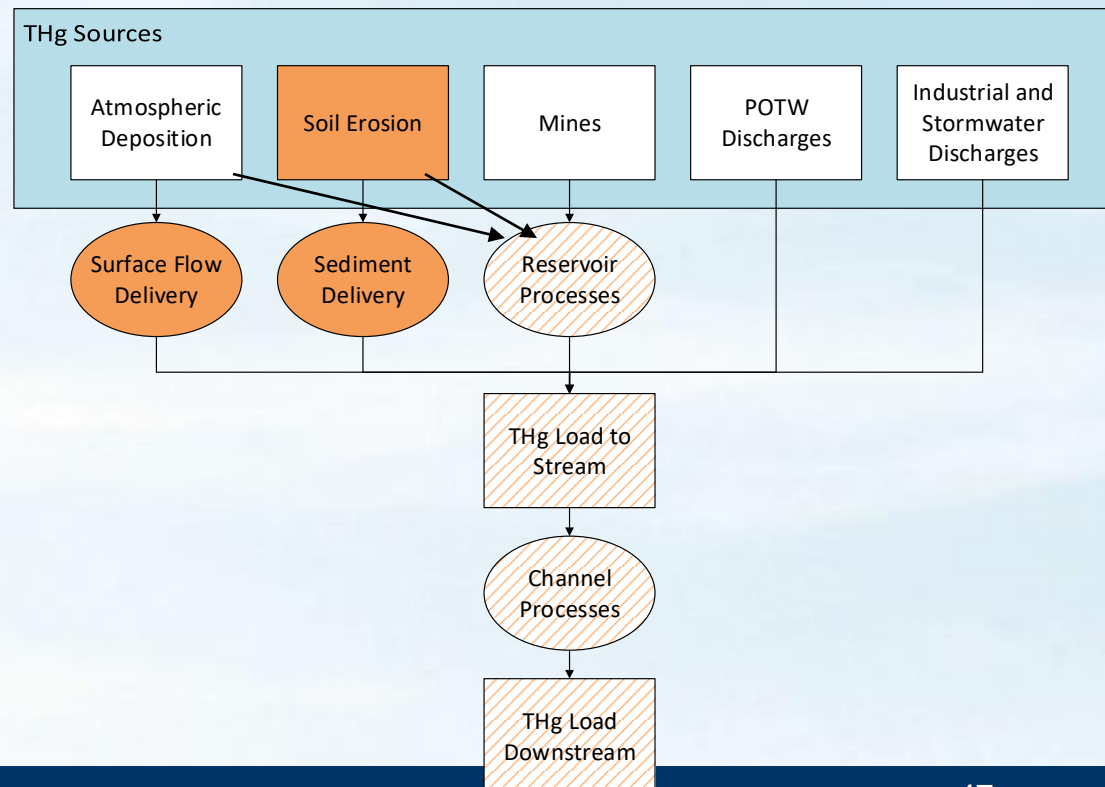 THg Sources
Atmospheric
Deposition
Soil Erosion
Mines
POTW
Discharges
Industrial and
Stormwater
Discharges
Surface Flow
Delivery
Sediment
Delivery
Reservoir
Processes
THg Load to
Stream
Channel
Processes
THg Load
Downstream